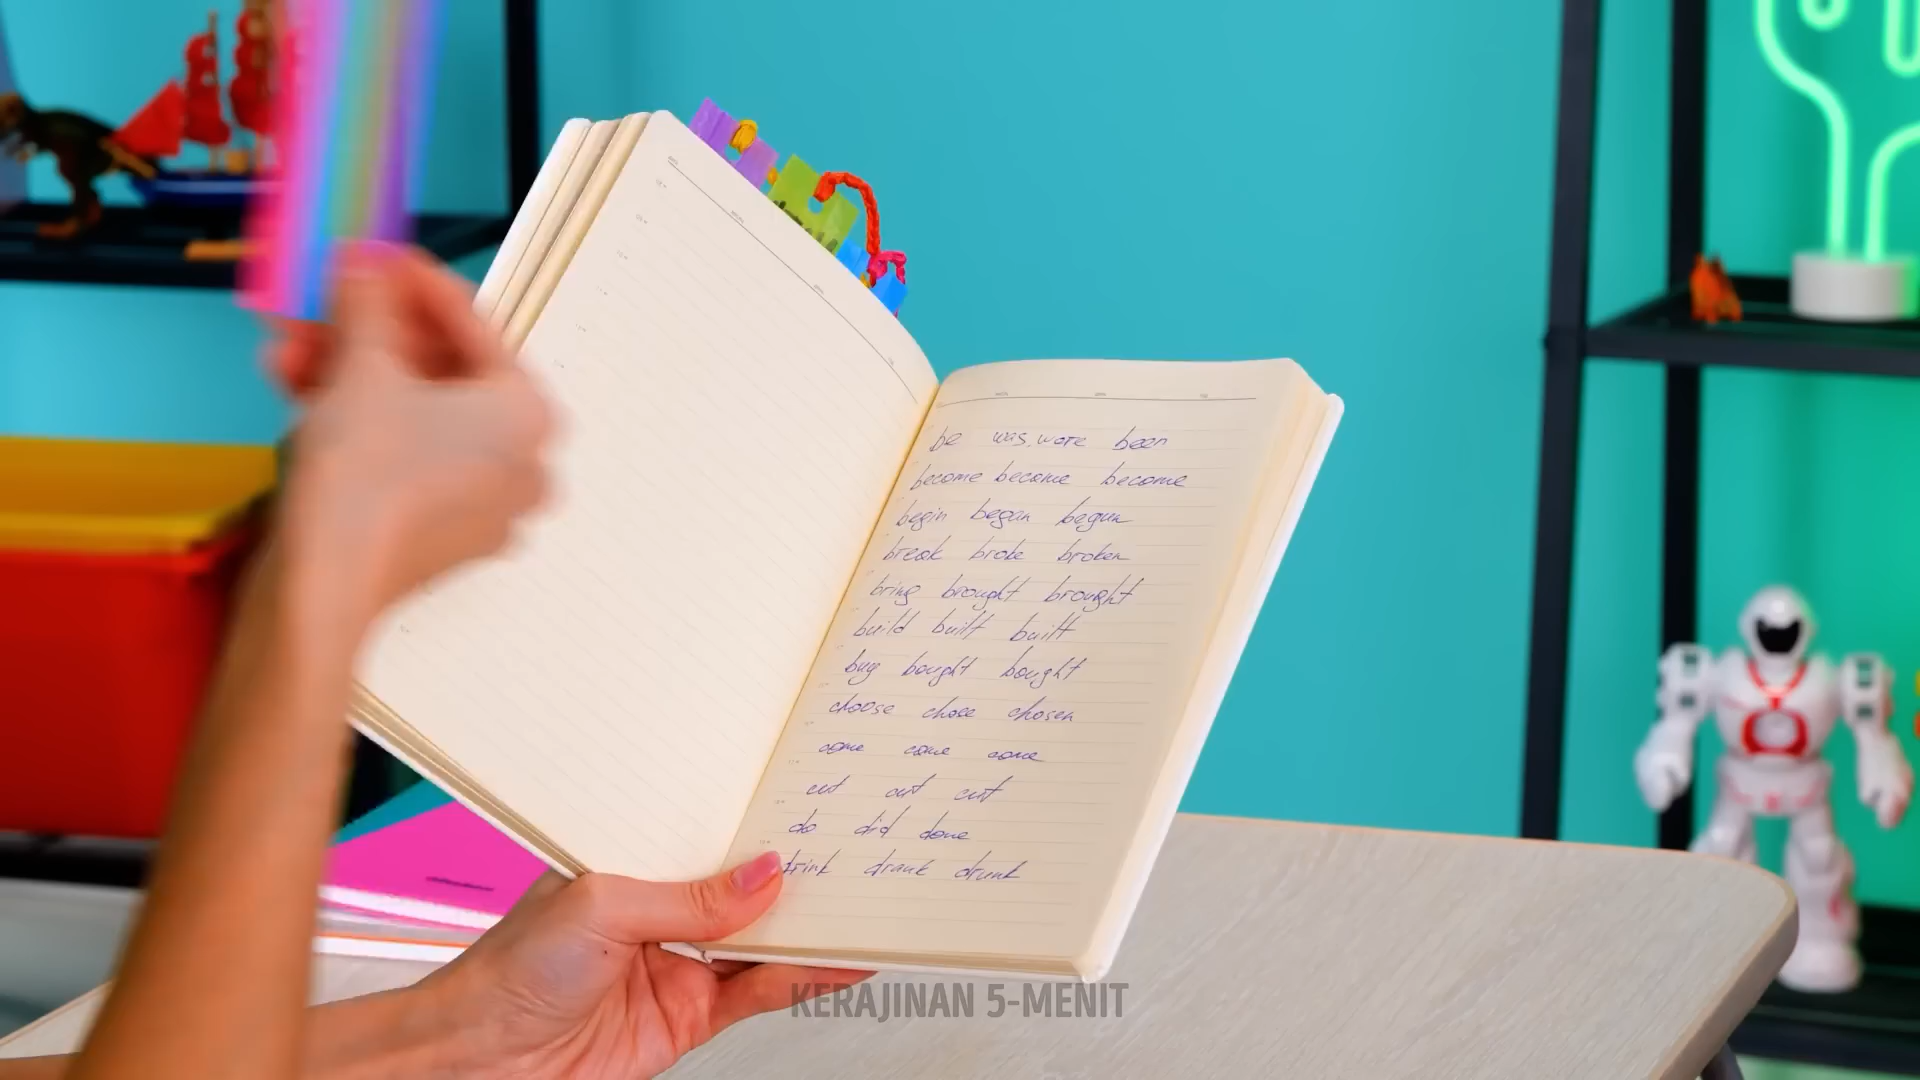 be was, were been
become became become
begin began begun
break broke broken
bring brought brought
build built built
buy bought bought
choose chose chosen
come came come
cut cut cut
do did done
drink drank drunk
KERAJINAN 5-MENIT